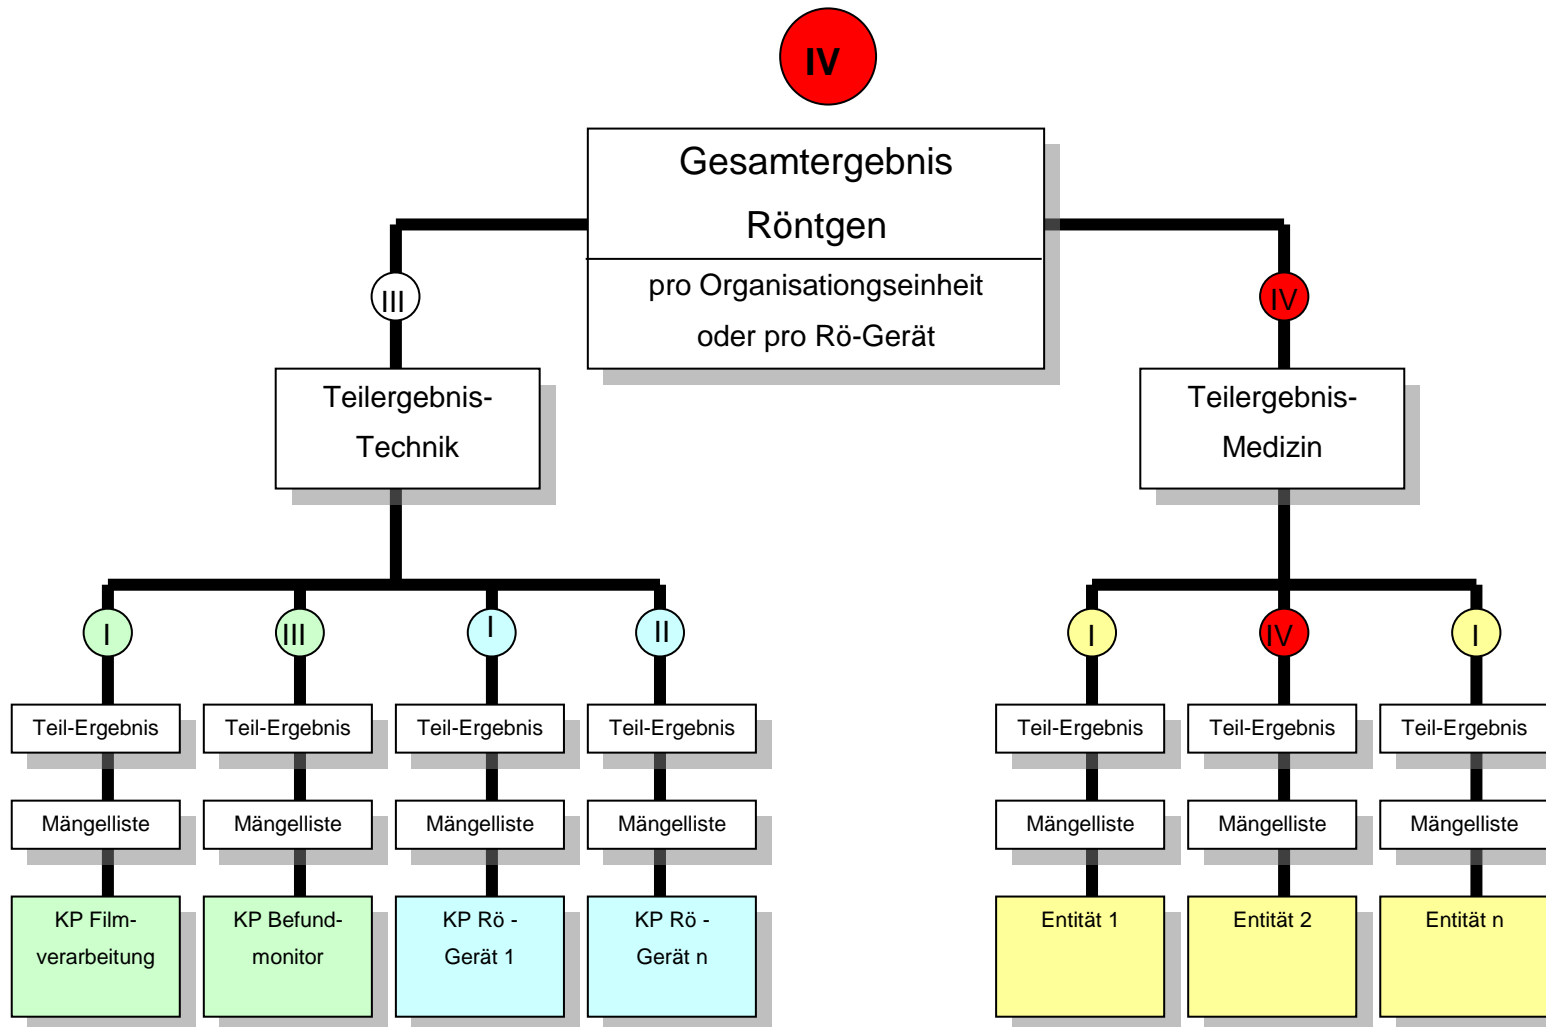 IV
Gesamtergebnis
Röntgen
pro Organisationgseinheit
oder pro Rö-Gerät
III
IV
Teilergebnis-
Technik
Teilergebnis-
Medizin
I
III
I
II
I
IV
I
Teil-Ergebnis
Teil-Ergebnis
Teil-Ergebnis
Teil-Ergebnis
Teil-Ergebnis
Teil-Ergebnis
Teil-Ergebnis
Mängelliste
Mängelliste
Mängelliste
Mängelliste
Mängelliste
Mängelliste
Mängelliste
KP Film-
verarbeitung
KP Befund-
monitor
KP Rö -
Gerät 1
KP Rö -
Gerät n
Entität 1
Entität 2
Entität n